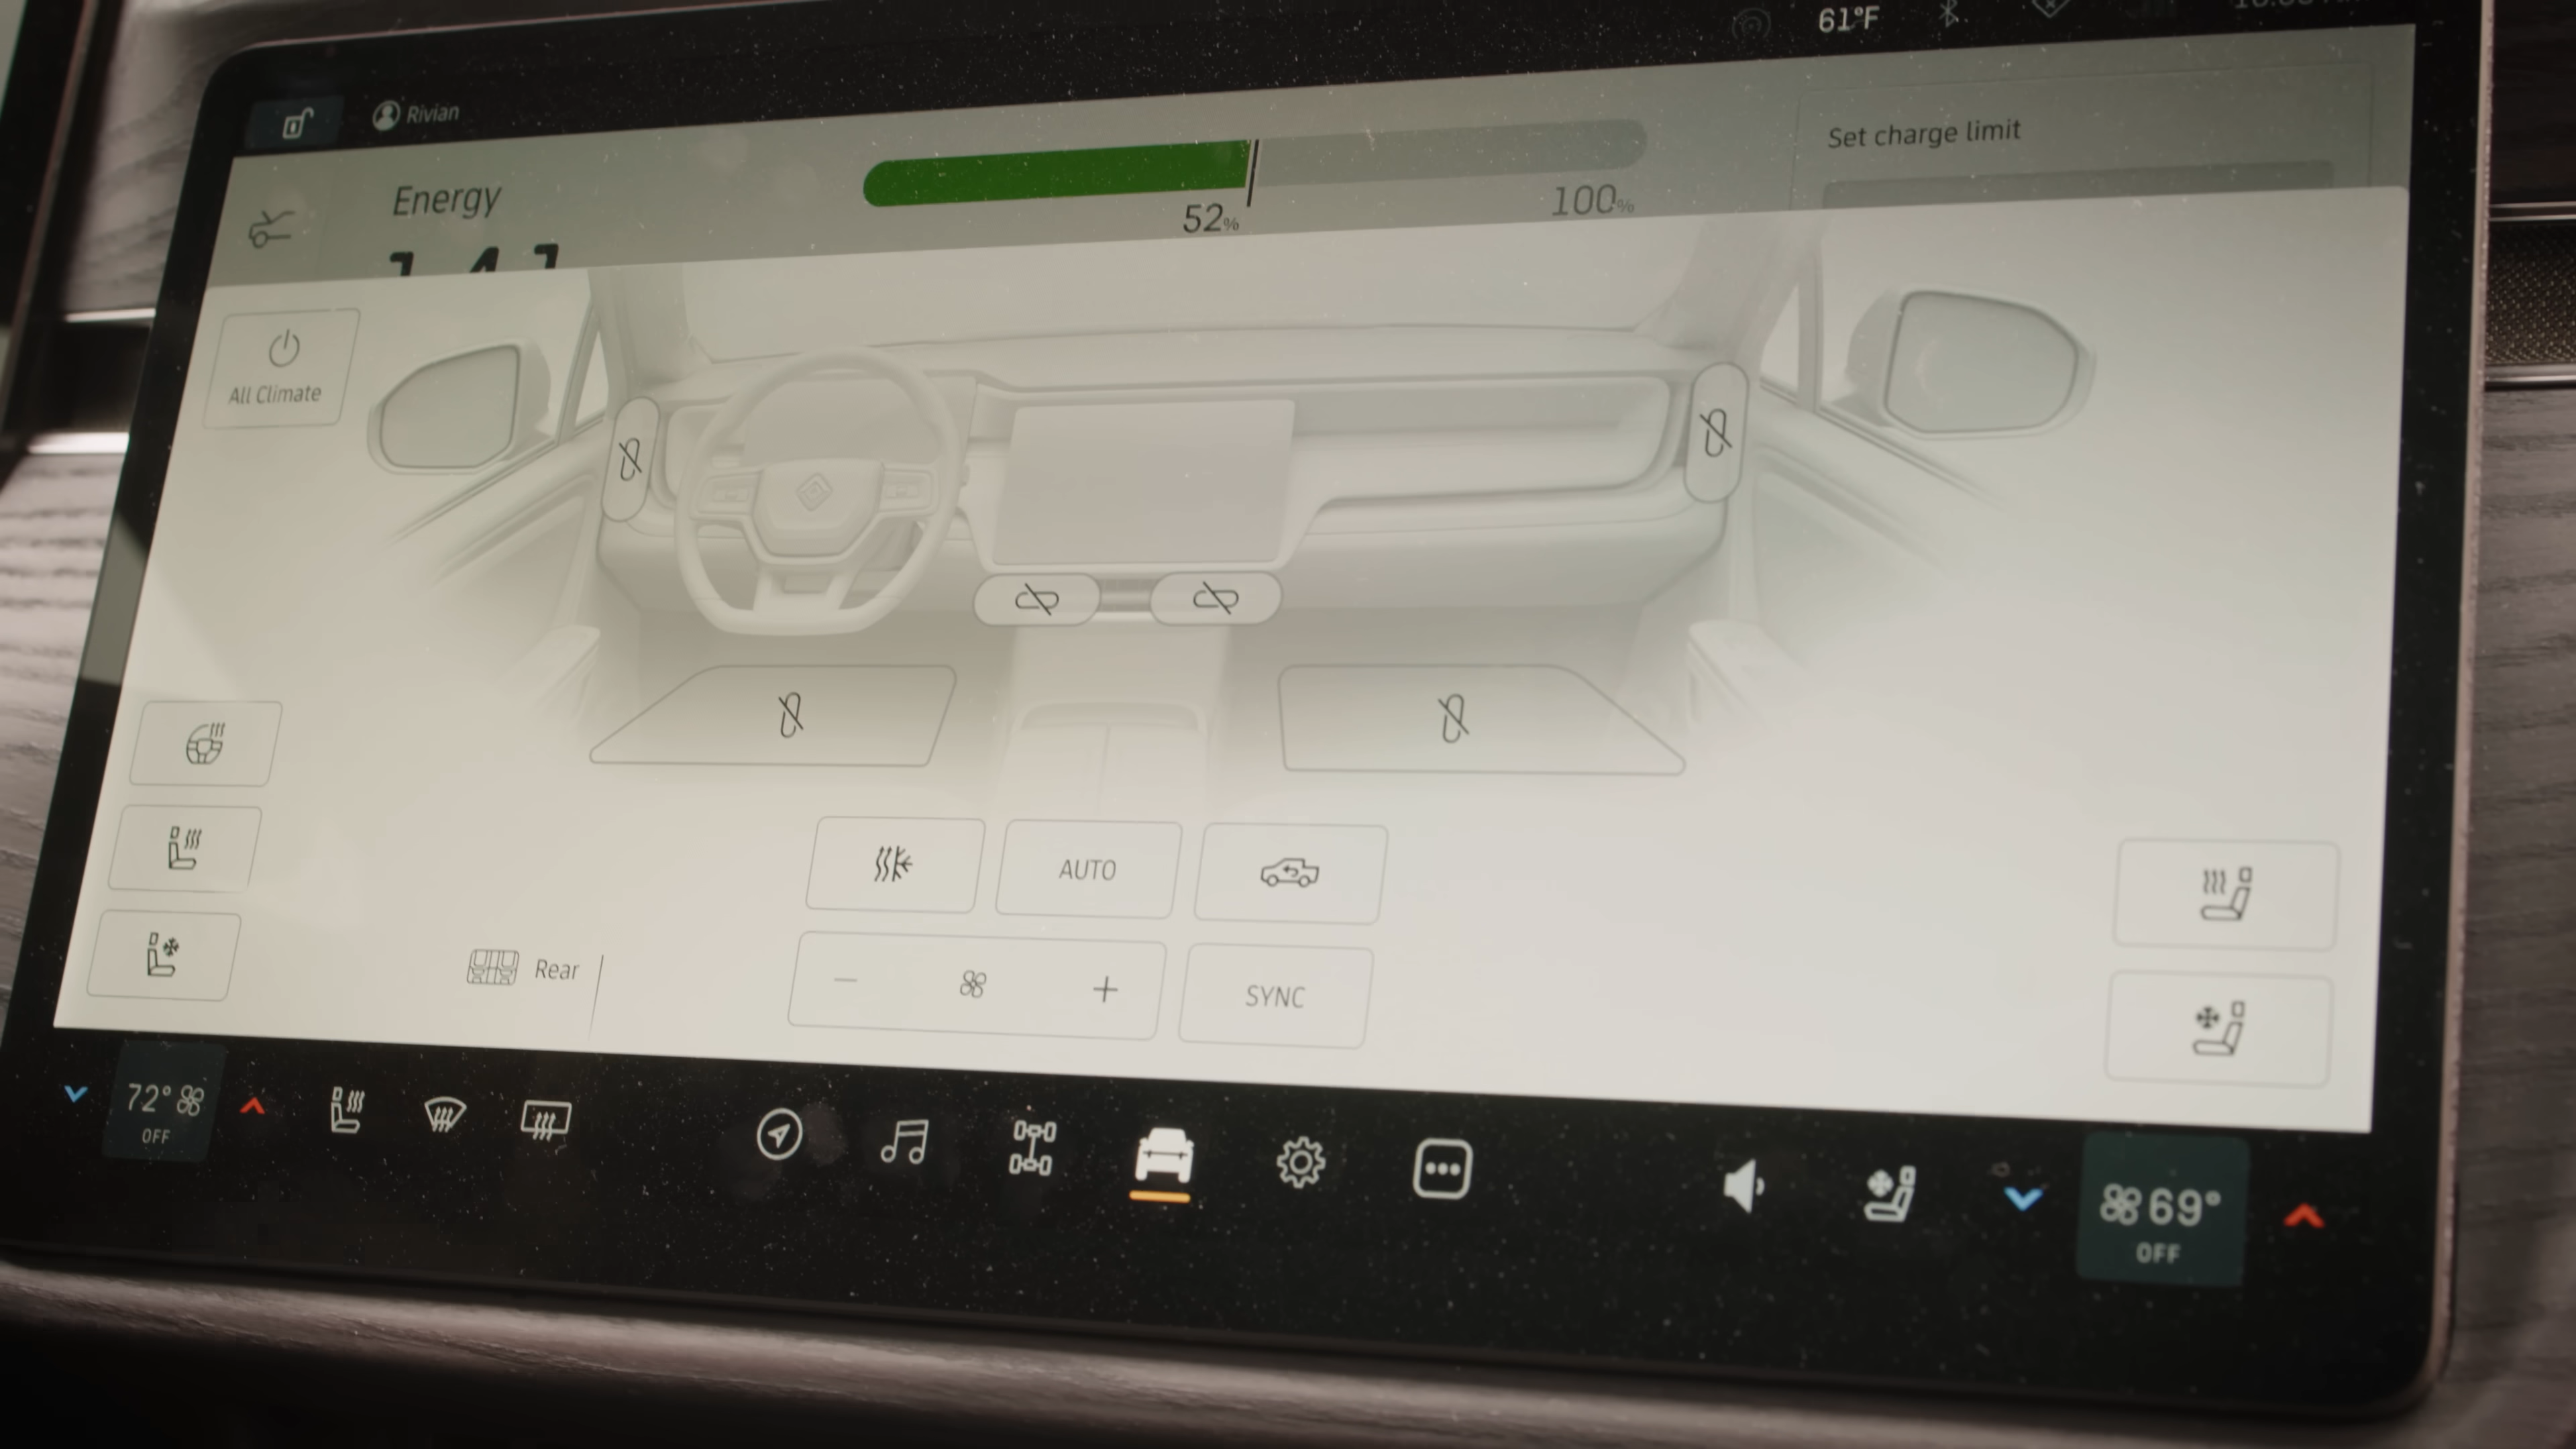 61°F
Rivian
Set charge limit
Energy
52%
100%
All Climate
AUTO
Rear
SYNC
72°
OFF
69°
OFF